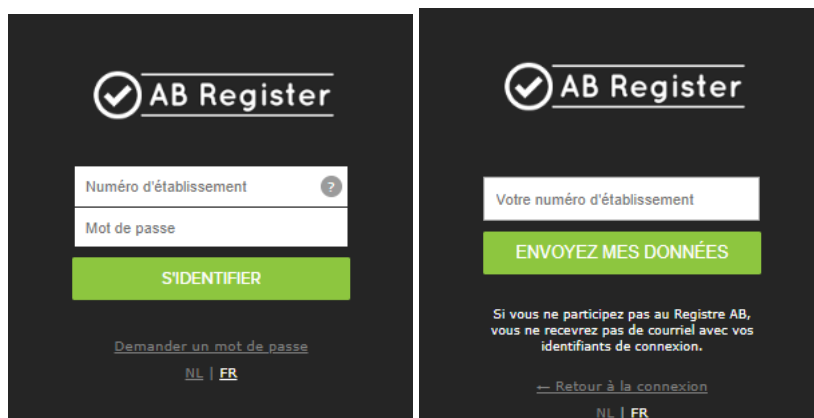 AB Register
Numéro d'établissement ?
Mot de passe
S'IDENTIFIER
Demander un mot de passe
NL | FR
AB Register
Votre numéro d'établissement
ENVOYEZ MES DONNÉES
Si vous ne participez pas au Registre AB,
vous ne recevrez pas de courriel avec vos
identifiants de connexion.
← Retour à la connexion
NL | FR